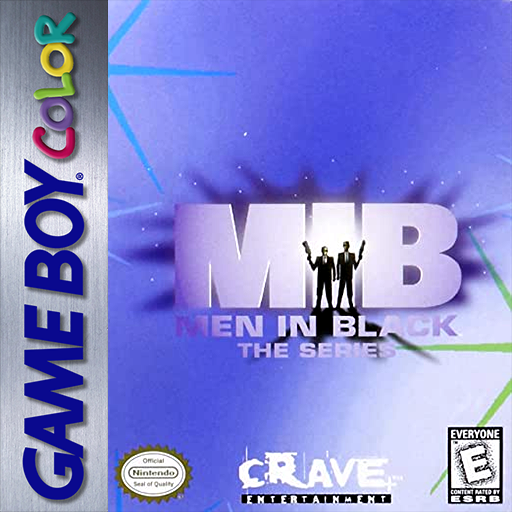 GAME BOY COLOR
MIB
MEN IN BLACK
THE SERIES
Official
Nintendo
Seal of Quality
CRAVE
ENTERTAINMENT
EVERYONE
E
CONTENT RATED BY
ESRB